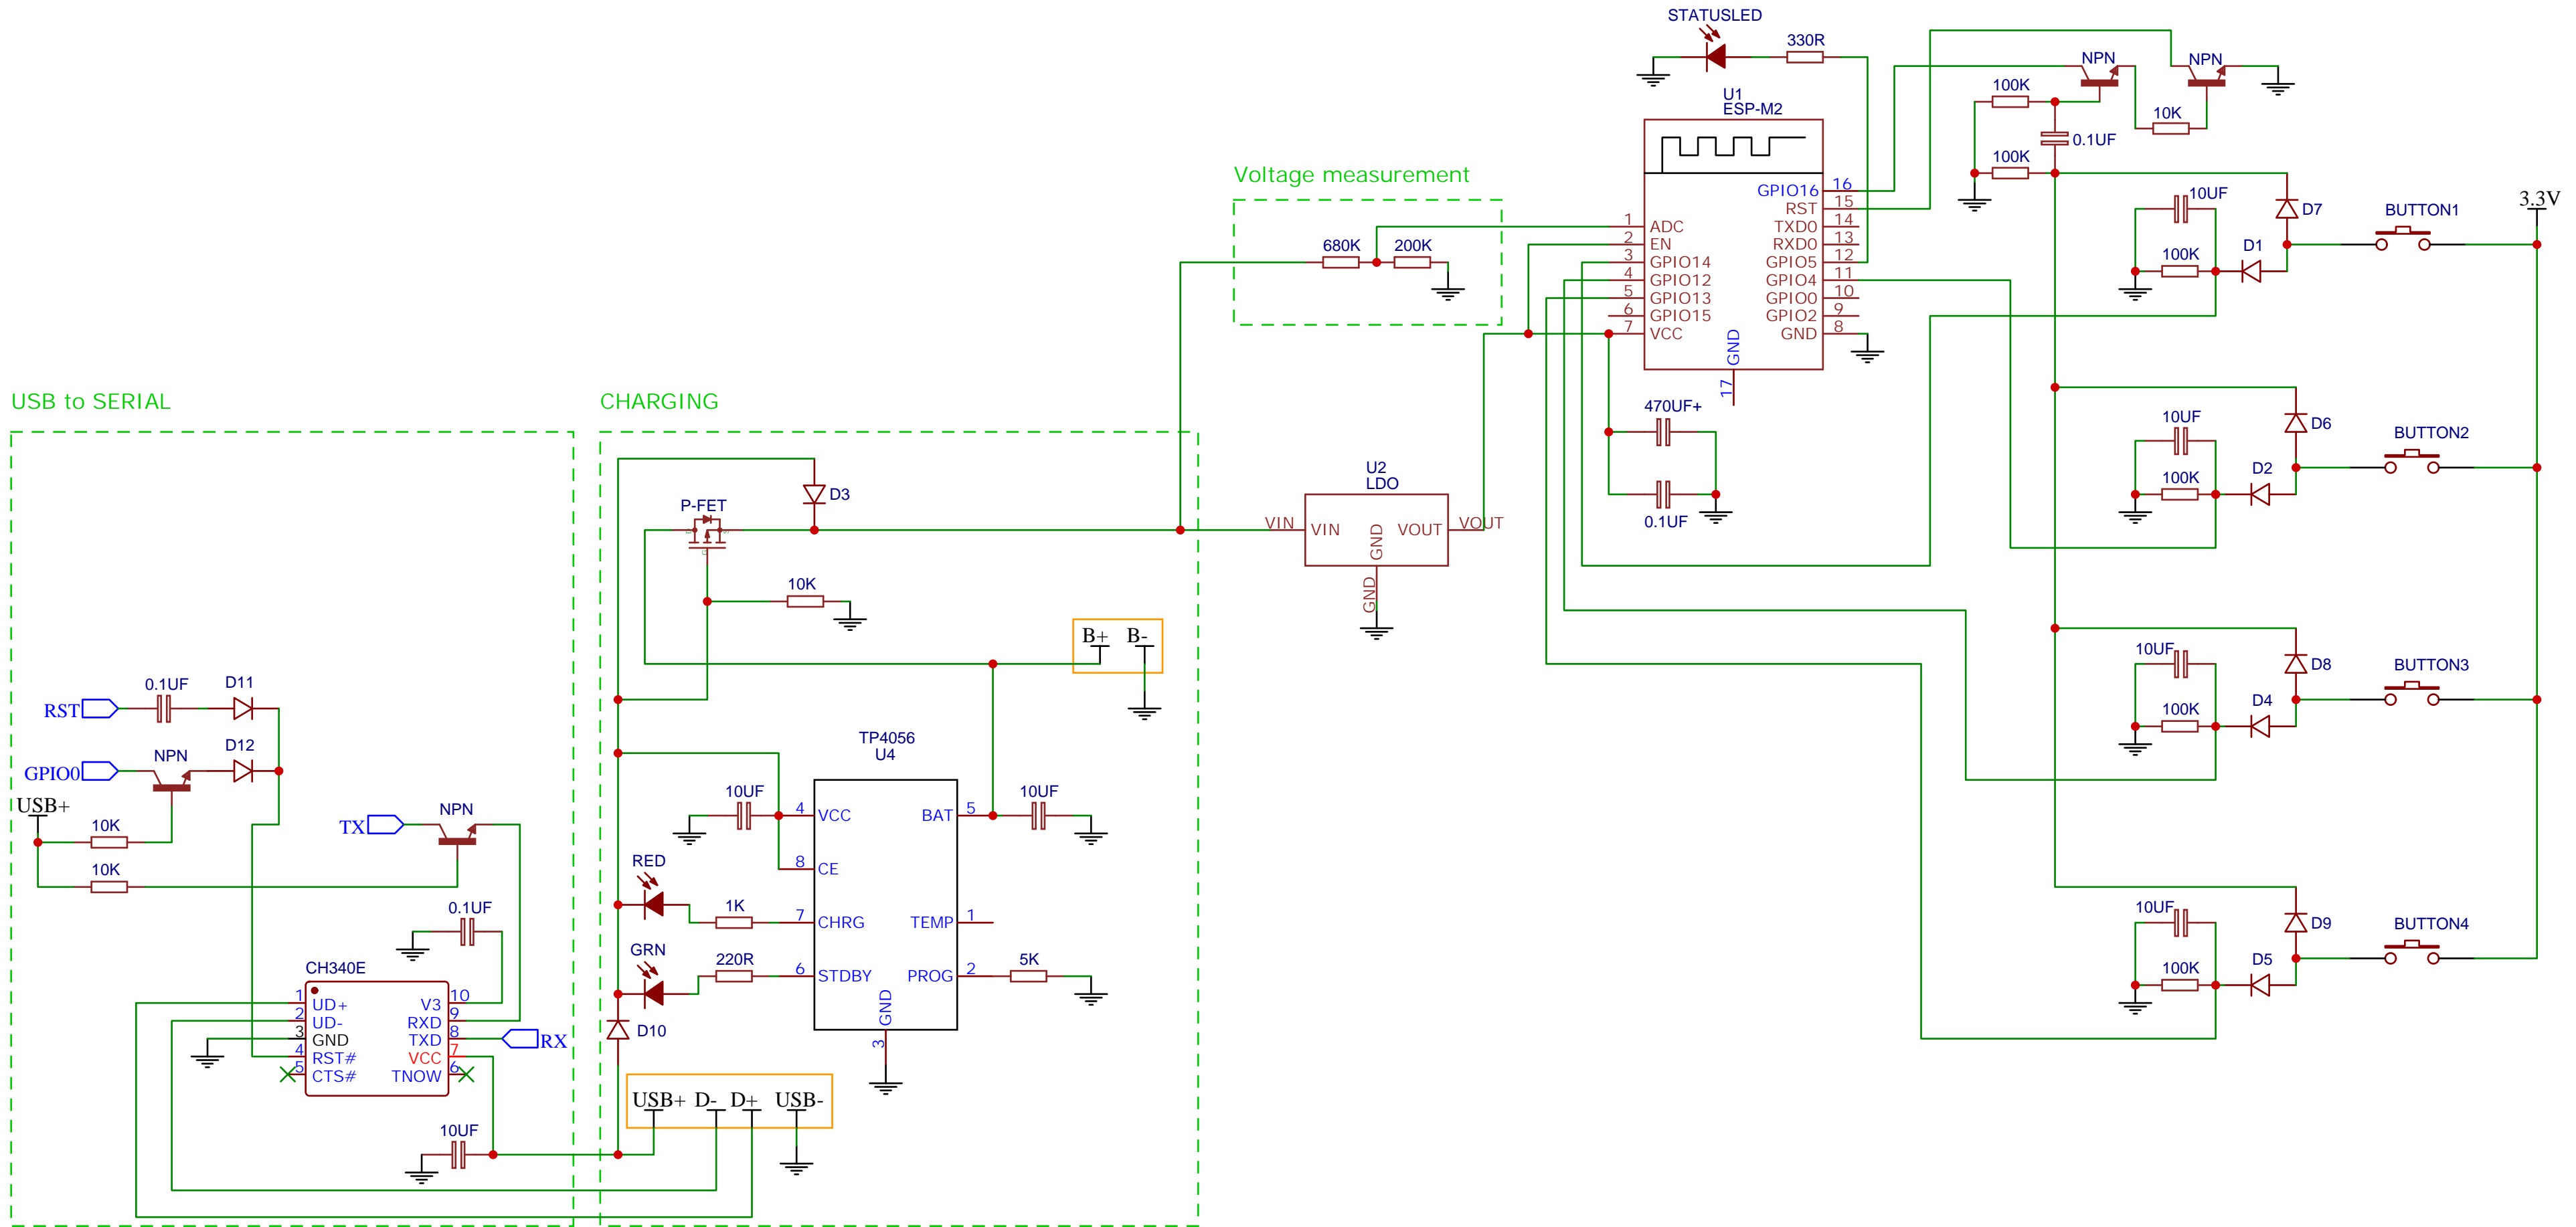 STATUSLED
330R
U1
ESP-M2
NPN
NPN
100K
10K
0.1UF
100K
Voltage measurement
680K
200K
GPIO16
16
RST
15
1
ADC
TXD0
14
2
EN
RXD0
13
3
GPIO14
GPIO5
12
4
GPIO12
GPIO4
11
5
GPIO13
GPIO0
10
6
GPIO15
GPIO2
9
7
VCC
GND
8
GND
17
10UF
D7
BUTTON1
3.3V
100K
D1
470UF+
0.1UF
10UF
D6
BUTTON2
100K
D2
U2
LDO
VIN
VIN
GND
VOUT
VOUT
GND
10UF
D8
BUTTON3
100K
D4
10UF
D9
BUTTON4
100K
D5
USB to SERIAL
RST
0.1UF
D11
GPIO0
NPN
D12
USB+
10K
10K
TX
NPN
0.1UF
CH340E
1
UD+
V3
10
2
UD-
RXD
9
3
GND
TXD
8
RX
4
RST#
VCC
7
5
CTS#
TNOW
6
10UF
CHARGING
D3
P-FET
10K
B+ B-
TP4056
U4
10UF
4
VCC
BAT
5
10UF
8
CE
RED
1K
7
CHRG
TEMP
1
GRN
220R
6
STDBY
PROG
2
5K
GND
3
D10
USB+ D- D+ USB-